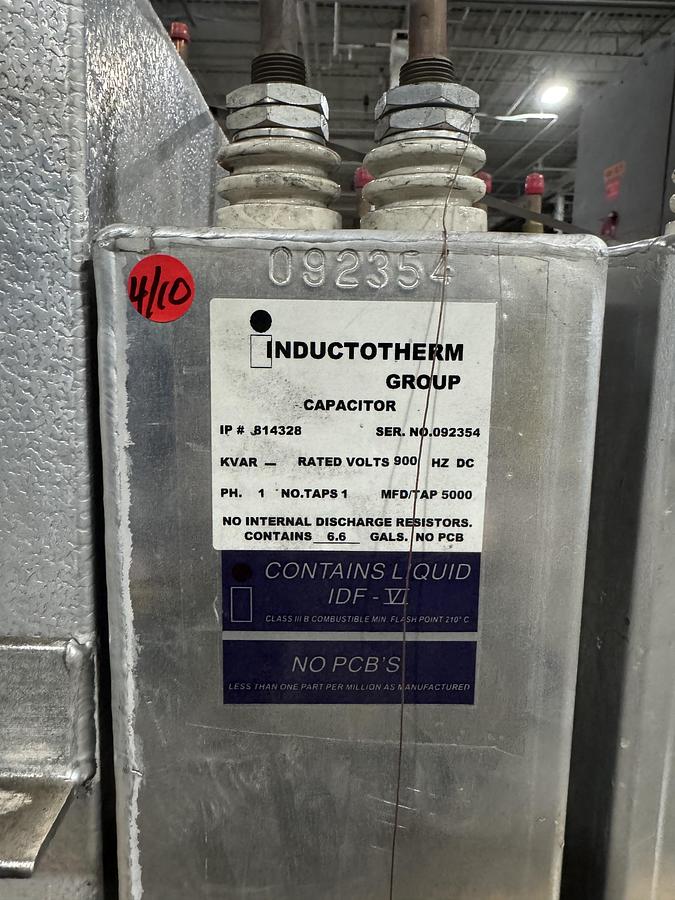 092354
4/10
INDUCTOTHERM
GROUP
CAPACITOR
IP # 814328 SER. NO.092354
KVAR — RATED VOLTS 900 HZ DC
PH. 1 NO.TAPS 1 MFD/TAP 5000
NO INTERNAL DISCHARGE RESISTORS.
CONTAINS 6.6 GALS. NO PCB
CONTAINS LIQUID
IDF - VI
CLASS III B COMBUSTIBLE MIN. FLASH POINT 210° C
NO PCB'S
LESS THAN ONE PART PER MILLION AS MANUFACTURED